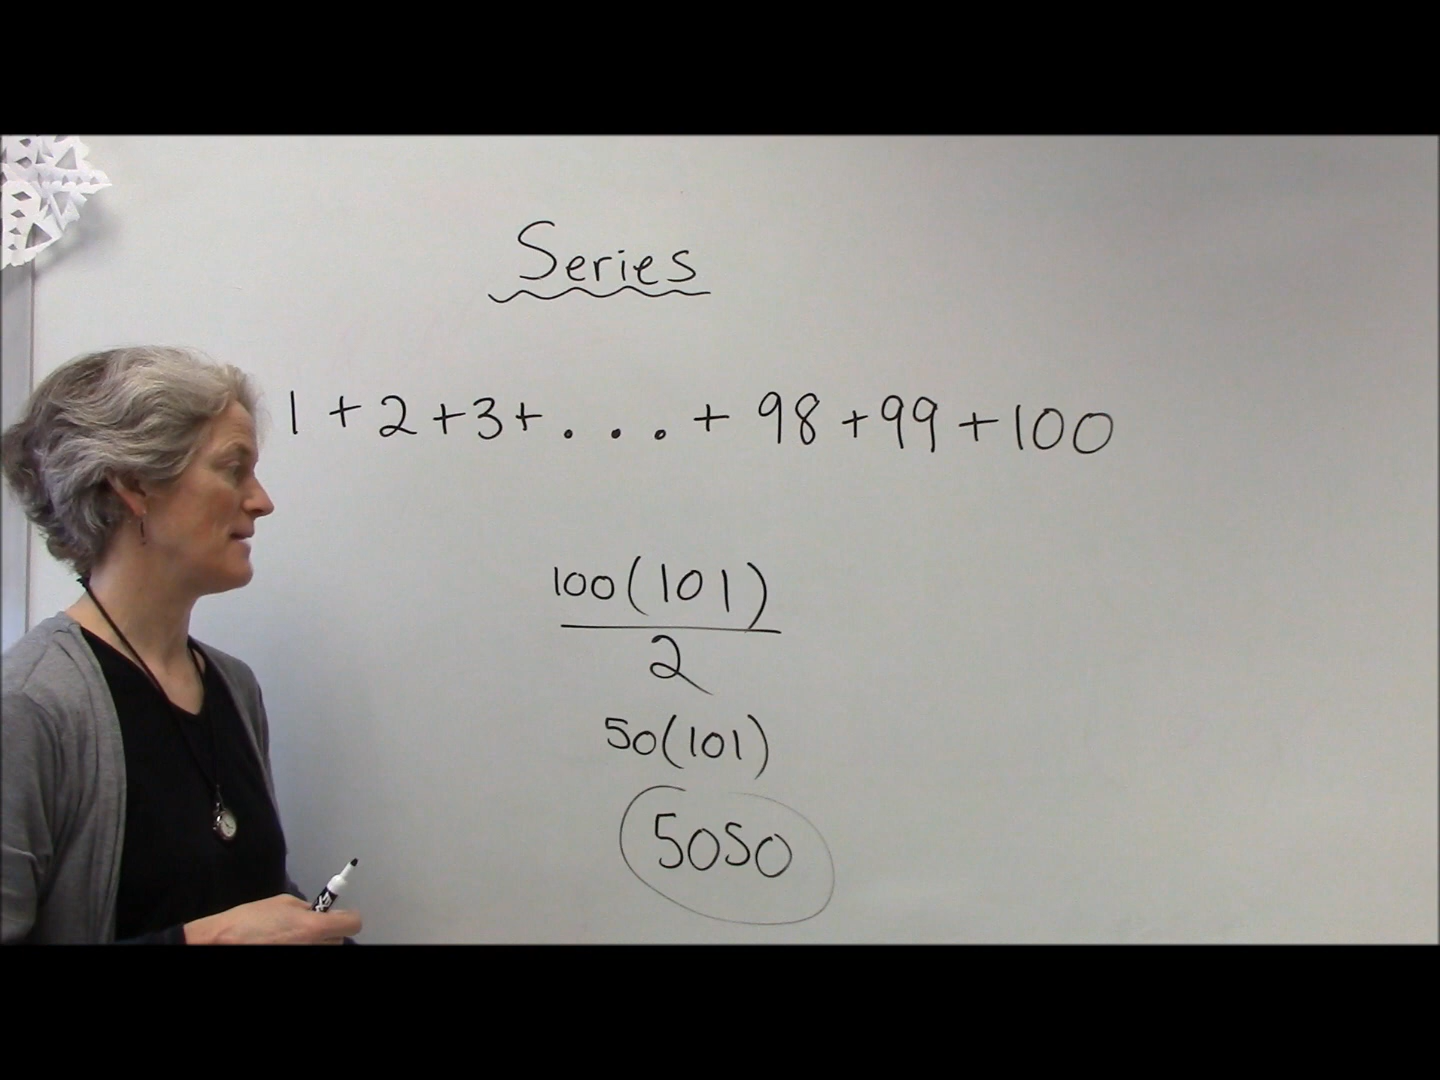 Series
1 + 2 + 3 + . . . + 98 + 99 + 100
100(101)
2
50(101)
5050